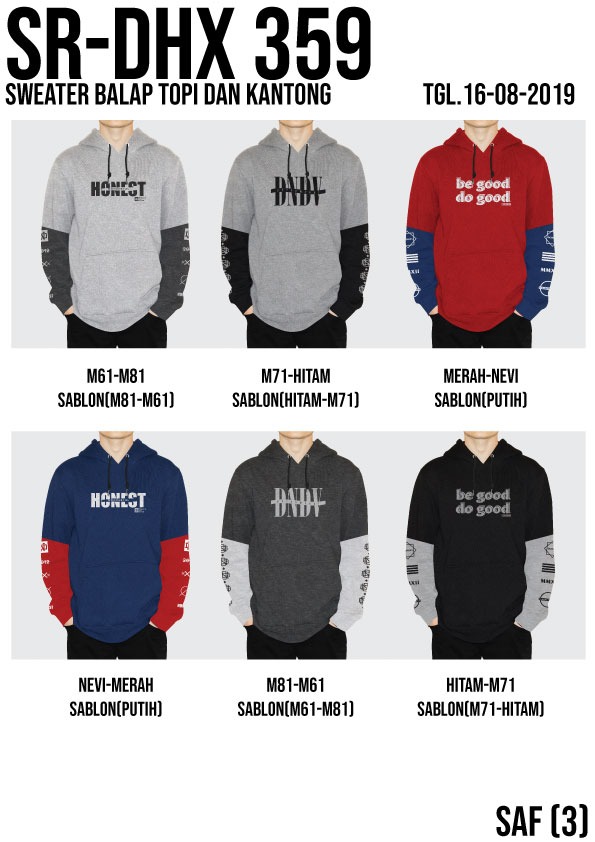 SR-DHX 359
SWEATER BALAP TOPI DAN KANTONG
TGL.16-08-2019
HONEST
DNDV
be good
do good
MMXII
M61-M81
SABLON(M81-M61)
M71-HITAM
SABLON(HITAM-M71)
MERAH-NEVI
SABLON(PUTIH)
HONEST
DNDV
be good
do good
MMXII
NEVI-MERAH
SABLON(PUTIH)
M81-M61
SABLON(M61-M81)
HITAM-M71
SABLON(M71-HITAM)
SAF (3)